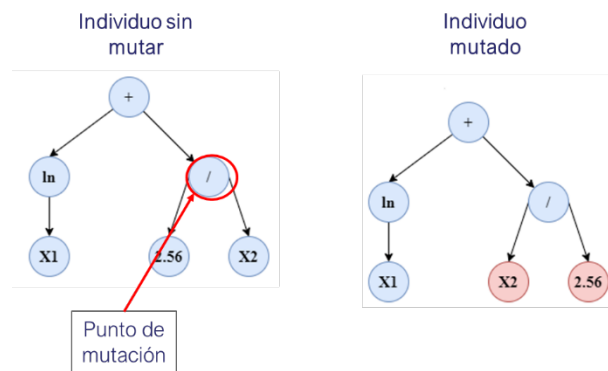 Individuo sin
mutar
+
ln
/
X1
2.56
X2
Punto de
mutación
Individuo
mutado
+
ln
/
X1
X2
2.56